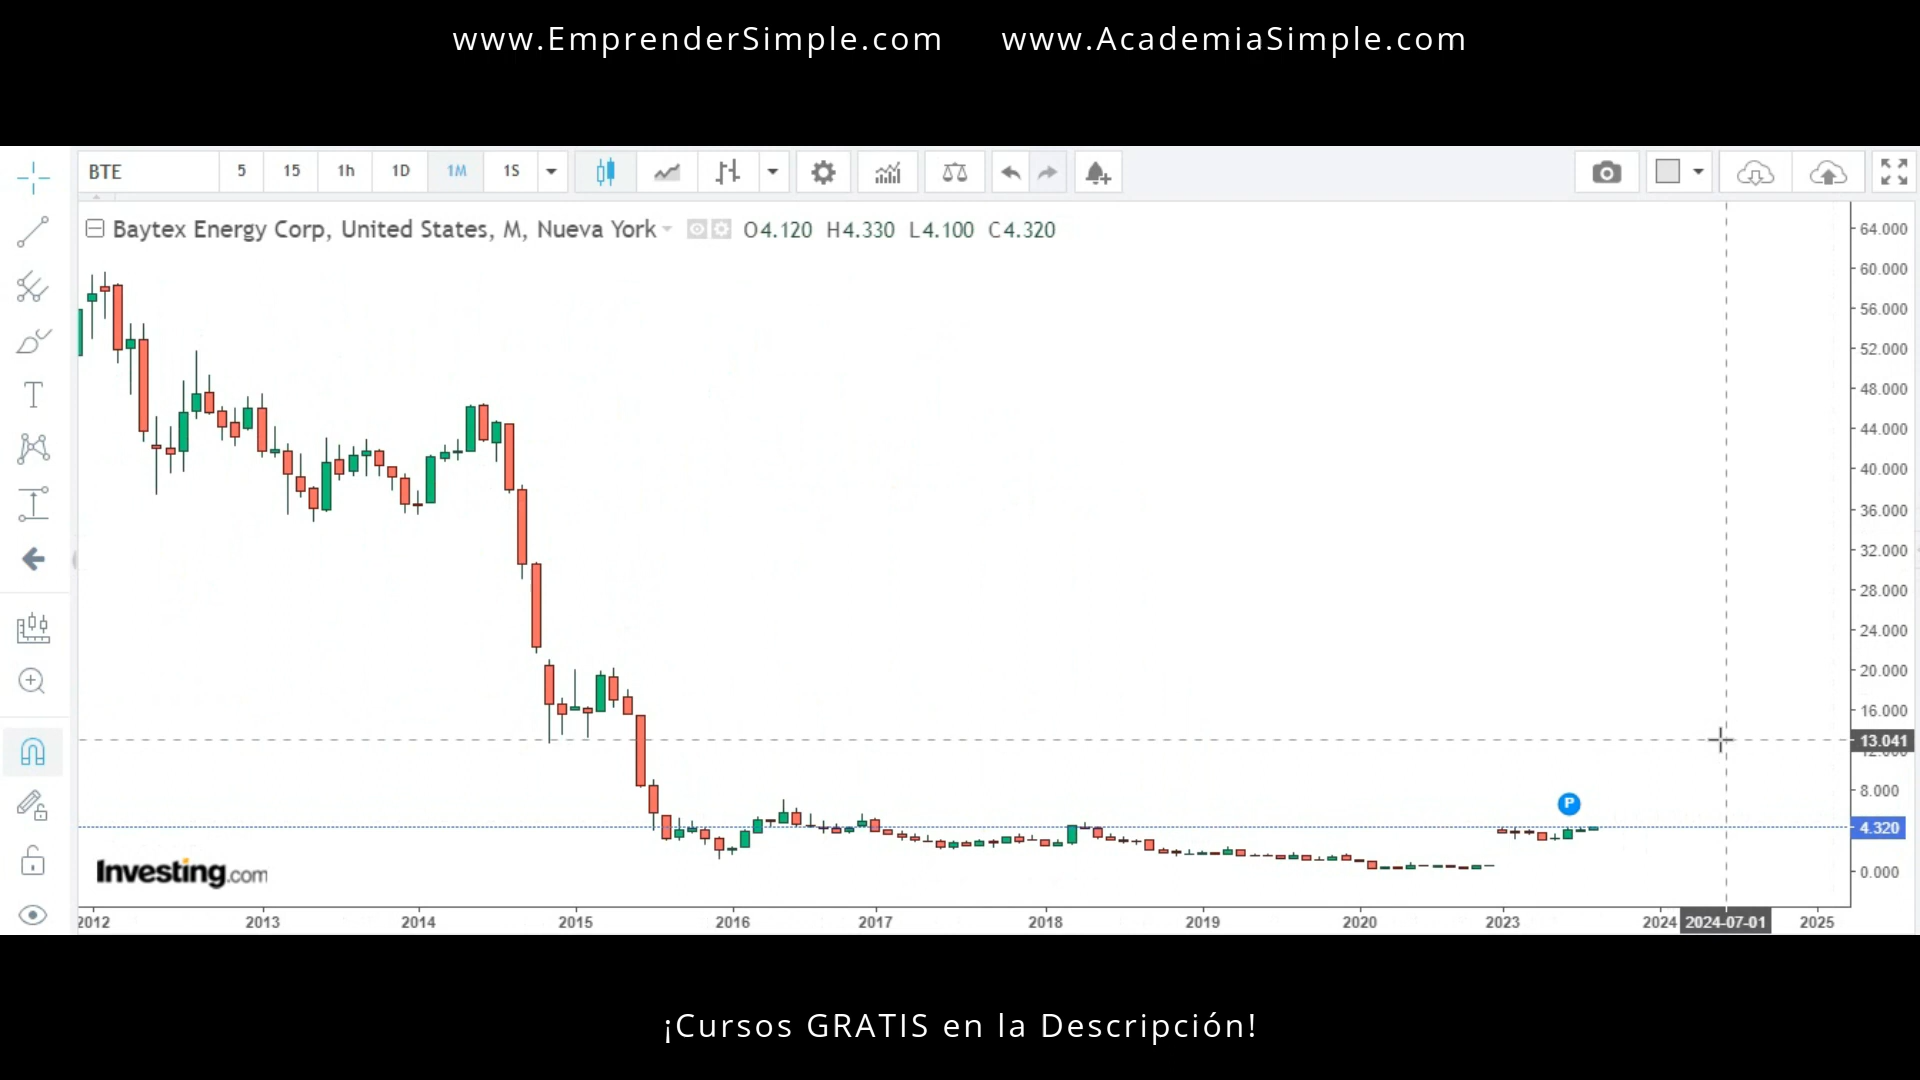 www.EmprenderSimple.com www.AcademiaSimple.com
BTE 5 15 1h 1D 1M 1S
Baytex Energy Corp, United States, M, Nueva York O4.120 H4.330 L4.100 C4.320
64.000
60.000
56.000
52.000
48.000
44.000
40.000
36.000
32.000
28.000
24.000
20.000
16.000
13.041
8.000
P
4.320
0.000
Investing.com
2012 2013 2014 2015 2016 2017 2018 2019 2020 2023 2024 2024-07-01 2025
¡Cursos GRATIS en la Descripción!